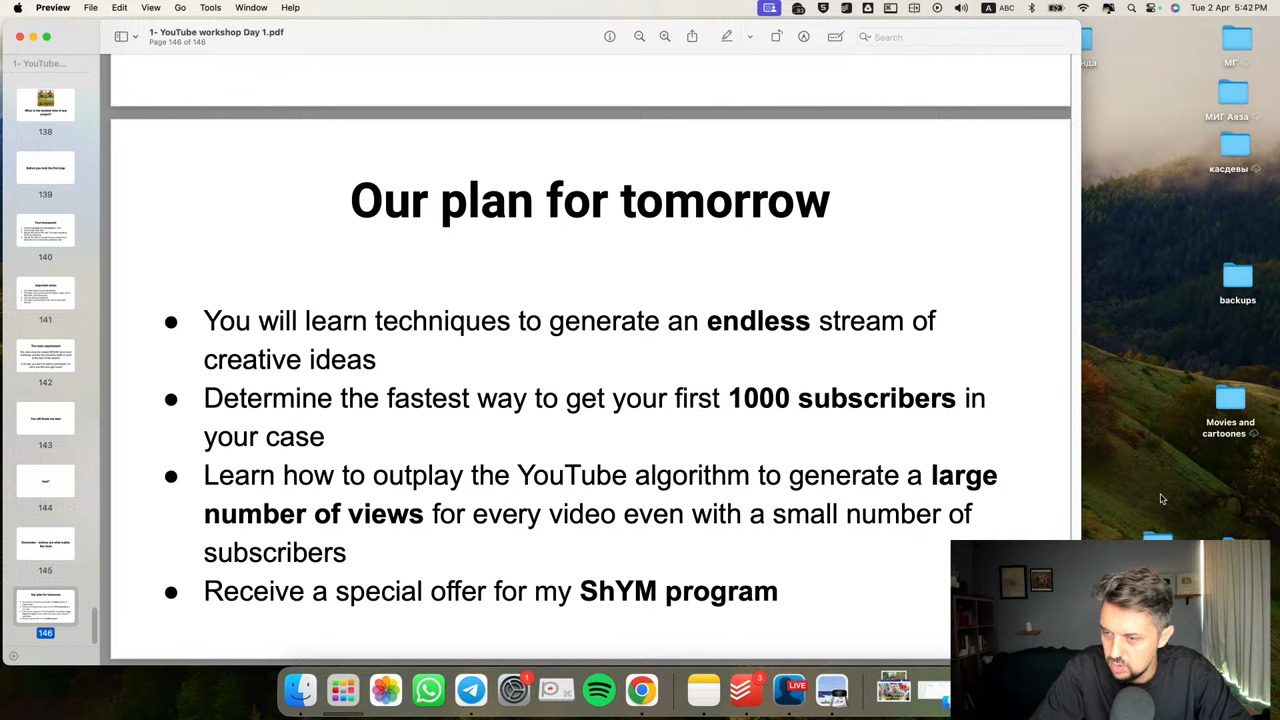 Preview File Edit View Go Tools Window Help
ABC Tue 2 Apr 5:42 PM
1- YouTube workshop Day 1.pdf
Page 146 of 146
Search
1- YouTube...
138
139
140
141
142
143
144
145
146
Our plan for tomorrow
● You will learn techniques to generate an endless stream of
creative ideas
● Determine the fastest way to get your first 1000 subscribers in
your case
● Learn how to outplay the YouTube algorithm to generate a large
number of views for every video even with a small number of
subscribers
● Receive a special offer for my ShYM program
МГ
МИГ Аяза
касдевы
backups
Movies and
cartoones
1
3
LIVE